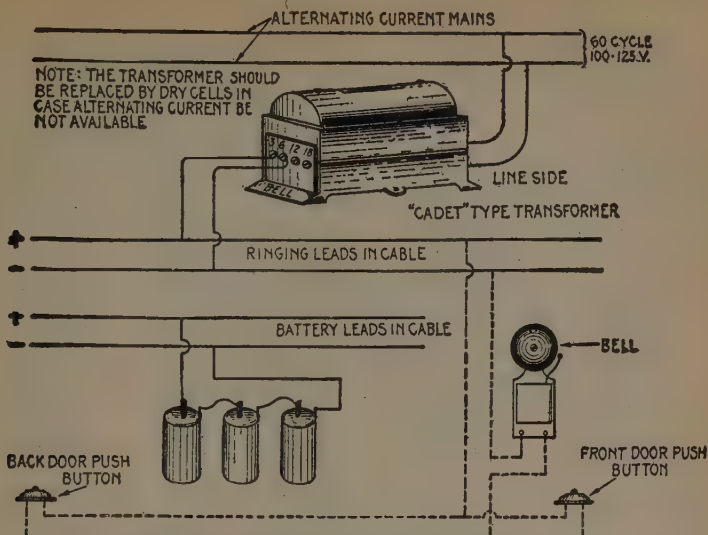 ALTERNATING CURRENT MAINS
60 CYCLE
100-125.V.
NOTE: THE TRANSFORMER SHOULD
BE REPLACED BY DRY CELLS IN
CASE ALTERNATING CURRENT BE
NOT AVAILABLE
3 6 12 18
BELL
LINE SIDE
"CADET" TYPE TRANSFORMER
+
RINGING LEADS IN CABLE
-
+
BATTERY LEADS IN CABLE
-
BELL
BACK DOOR PUSH
BUTTON
FRONT DOOR PUSH
BUTTON